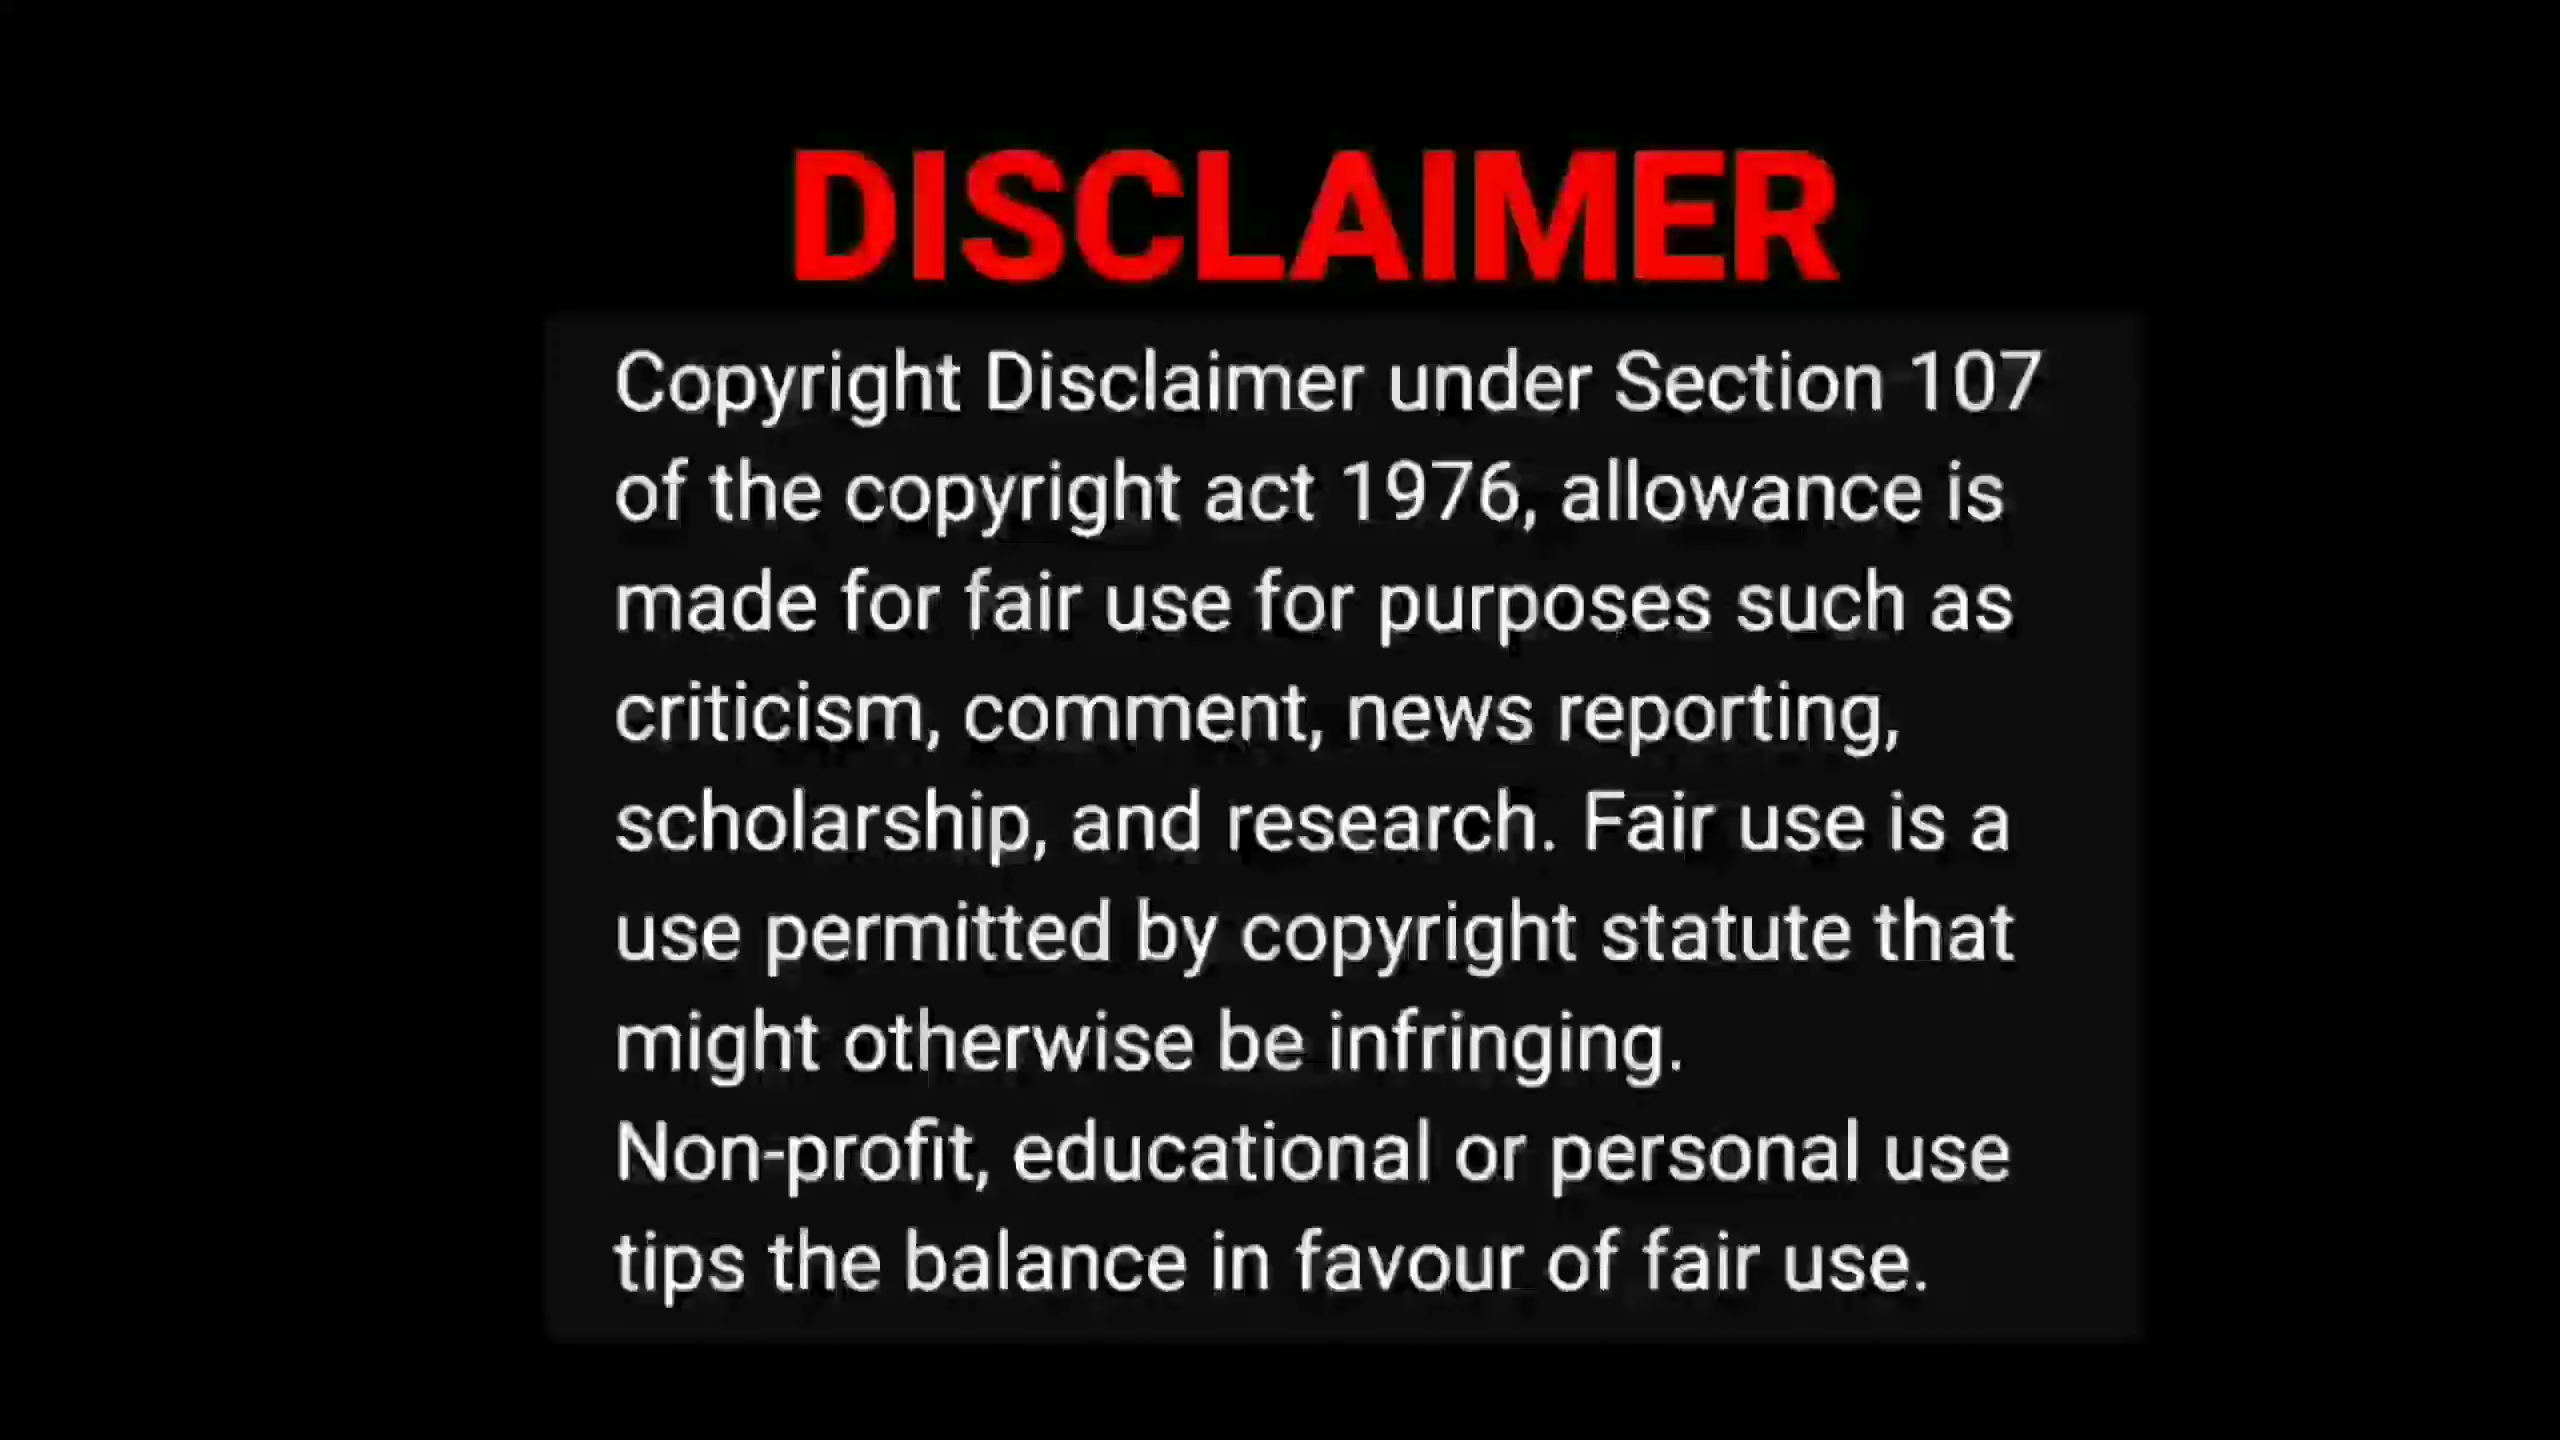 DISCLAIMER
Copyright Disclaimer under Section 107
of the copyright act 1976, allowance is
made for fair use for purposes such as
criticism, comment, news reporting,
scholarship, and research. Fair use is a
use permitted by copyright statute that
might otherwise be infringing.
Non-profit, educational or personal use
tips the balance in favour of fair use.